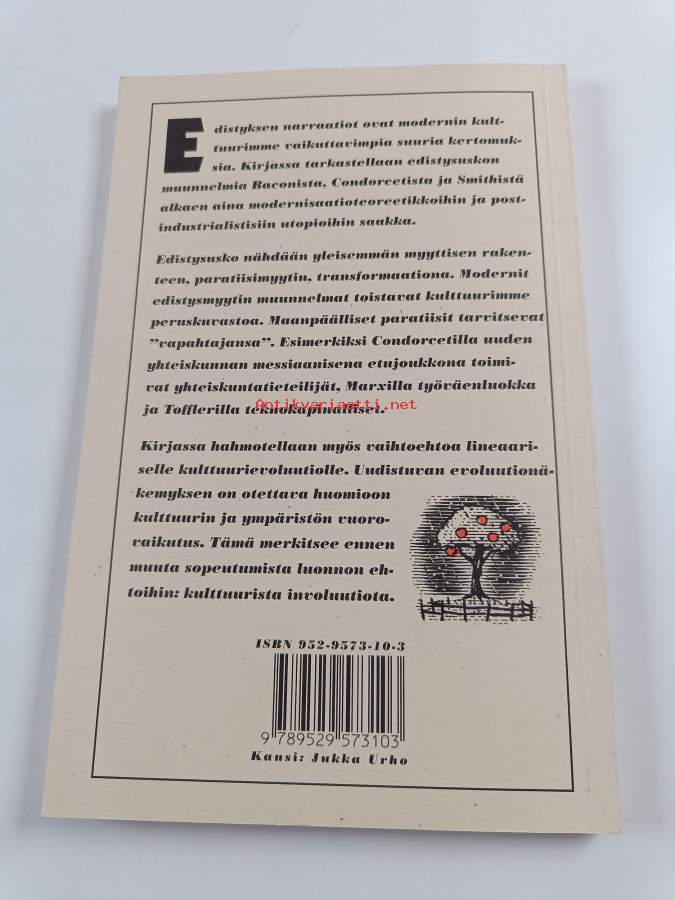 Edistyksen narraatiot ovat modernin kult-
tuurimme vaikuttavimpia suuria kertomuk-
sia. Kirjassa tarkastellaan edistysuskon
muunnelmia Baconista, Condorcetista ja Smithistä
alkaen aina modernisaatioteoreetikkoihin ja post-
industrialistisiin utopioihin saakka.
Edistysusko nähdään yleisemmän myyttisen raken-
teen, paratiisimyytin, transformaationa. Modernit
edistysmyytin muunnelmat toistavat kulttuurimme
peruskuvastoa. Maanpäälliset paratiisit tarvitsevat
”vapahtajansa”. Esimerkiksi Condorcetilla uuden
yhteiskunnan messiaanisena etujoukkona toimi-
vat yhteiskuntatieteilijät, Marxilla työväenluokka
ja Tofflerilla teknokapinalliset.
Antikvariaatti.net
Kirjassa hahmotellaan myös vaihtoehtoa lineaari-
selle kulttuurievoluutiolle. Uudistuvan evoluutionä-
kemyksen on otettava huomioon
kulttuurin ja ympäristön vuoro-
vaikutus. Tämä merkitsee ennen
muuta sopeutumista luonnon eh-
toihin: kulttuurista involuutiota.
ISBN 952-9573-10-3
9 789529 573103
Kansi: Jukka Urho